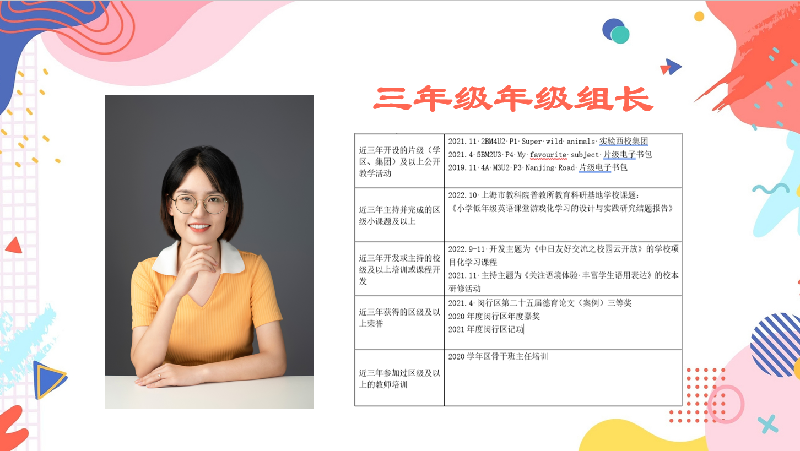 三年级年级组长
近三年开设的片级（学
区、集团）及以上公开
教学活动
2021.11·3BM4U2·P1·Super·wild·animals·实验西校集团
2021.4·5BM2U3·P4·My·favourite·subject·片级电子书包
2019.11·4A·M3U2·P3·Nanjing·Road·片级电子书包
近三年主持并完成的区
级小课题及以上
2022.10·上海市教科院普教所教育科研基地学校课题：
《小学低年级英语课堂游戏化学习的设计与实践研究结题报告》
近三年开发或主持的校
级及以上培训或课程开
发
2022.9-11·开发主题为《中日友好交流之校园云开放》的学校项
目化学习课程
2021.11·主持主题为《关注语境体验·丰富学生语用表达》的校本
研修活动
近三年获得的区级及以
上荣誉
2021.4·闵行区第二十五届德育论文（案例）三等奖
2020 年度闵行区年度嘉奖
2021 年度闵行区记功
近三年参加过区级及以
上的教师培训
2020 学年区骨干班主任培训